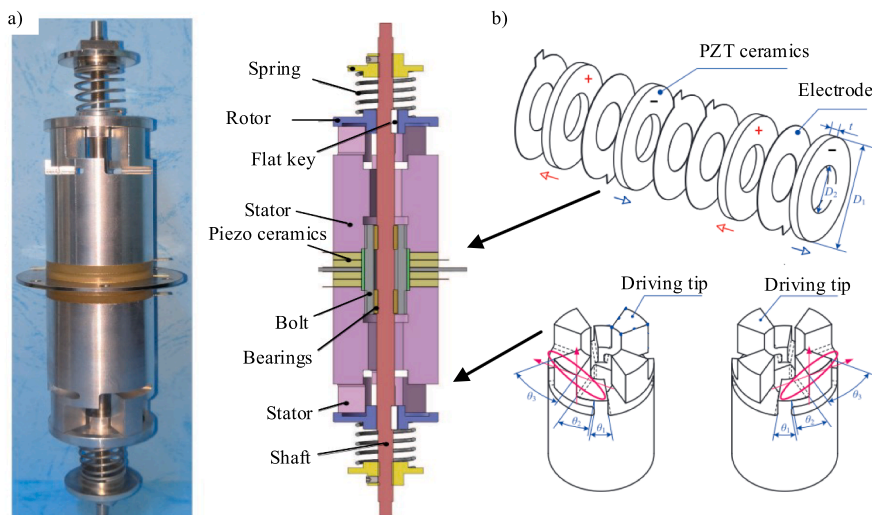 a)
Spring
Rotor
Flat key
Stator
Piezo ceramics
Bolt
Bearings
Stator
Shaft
b)
PZT ceramics
Electrode
+
−
+
−
t
D₂
D₁
Driving tip
Driving tip
θ₃
θ₂
θ₁
θ₁
θ₂
θ₃